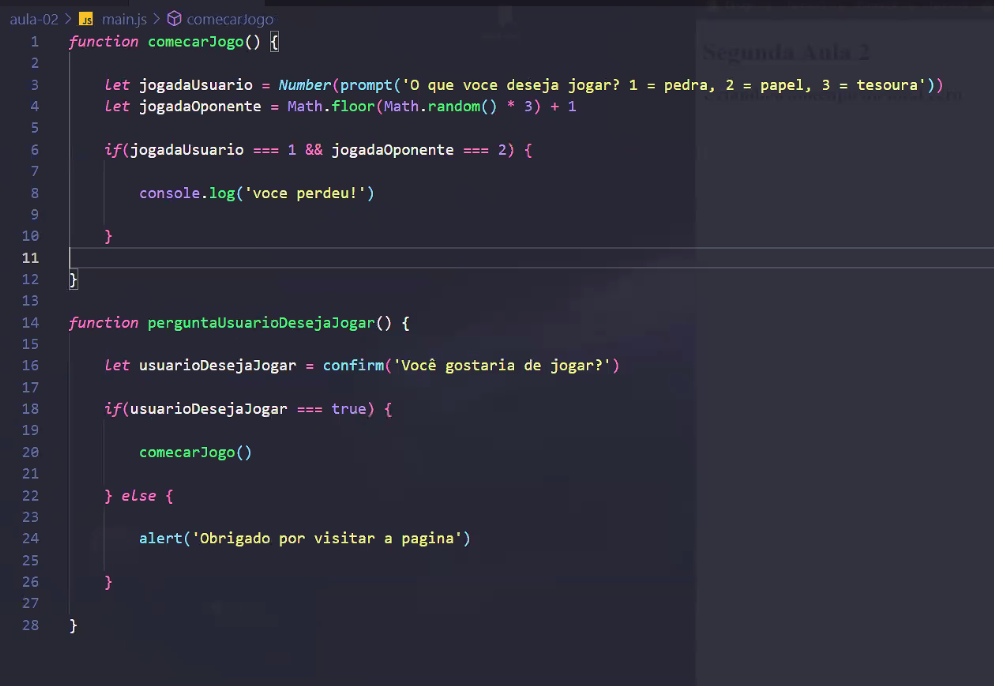 aula-02 > JS main.js > comecarJogo
1 function comecarJogo() {
2
3 let jogadaUsuario = Number(prompt('O que voce deseja jogar? 1 = pedra, 2 = papel, 3 = tesoura'))
4 let jogadaOponente = Math.floor(Math.random() * 3) + 1
5
6 if(jogadaUsuario === 1 && jogadaOponente === 2) {
7
8 console.log('voce perdeu!')
9
10 }
11
12 }
13
14 function perguntaUsuarioDesejaJogar() {
15
16 let usuarioDesejaJogar = confirm('Você gostaria de jogar?')
17
18 if(usuarioDesejaJogar === true) {
19
20 comecarJogo()
21
22 } else {
23
24 alert('Obrigado por visitar a pagina')
25
26 }
27
28 }
Segunda Aula 2